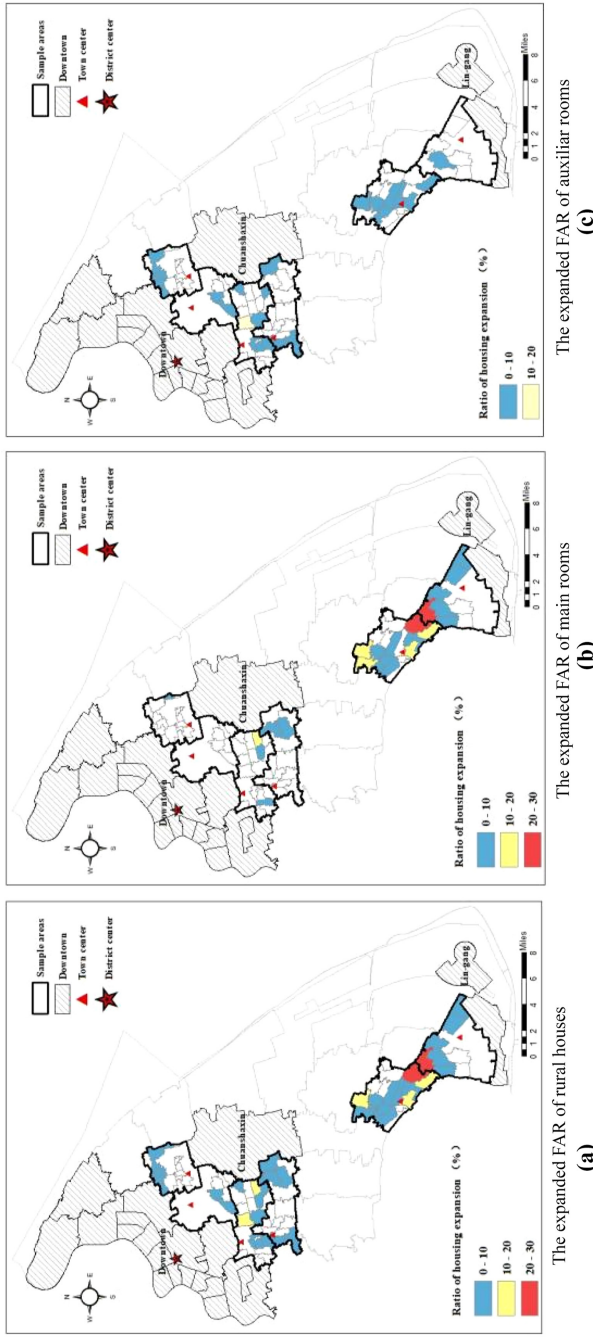 N
W
E
S
Sample areas
Downtown
Town center
District center
Downtown
Chuanshaxin
Lin-gang
Ratio of housing expansion (%)
0 - 10
10 - 20
20 - 30
0 1 2 4 6 8
Miles
(a)
The expanded FAR of rural houses
N
W
E
S
Sample areas
Downtown
Town center
District center
Downtown
Chuanshaxin
Lin-gang
Ratio of housing expansion (%)
0 - 10
10 - 20
20 - 30
0 1 2 4 6 8
Miles
(b)
The expanded FAR of main rooms
N
W
E
S
Sample areas
Downtown
Town center
District center
Downtown
Chuanshaxin
Lin-gang
Ratio of housing expansion (%)
0 - 10
10 - 20
0 1 2 4 6 8
Miles
(c)
The expanded FAR of auxiliar rooms